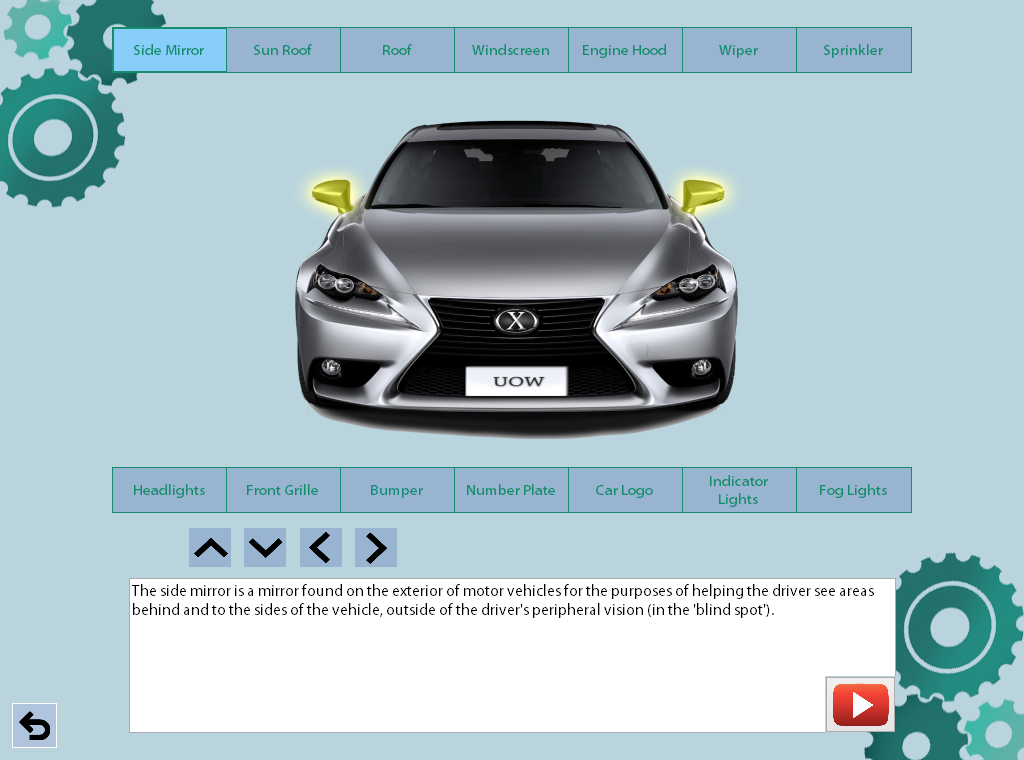 Side Mirror
Sun Roof
Roof
Windscreen
Engine Hood
Wiper
Sprinkler
X
UOW
Headlights
Front Grille
Bumper
Number Plate
Car Logo
Indicator
Lights
Fog Lights
The side mirror is a mirror found on the exterior of motor vehicles for the purposes of helping the driver see areas
behind and to the sides of the vehicle, outside of the driver's peripheral vision (in the 'blind spot').